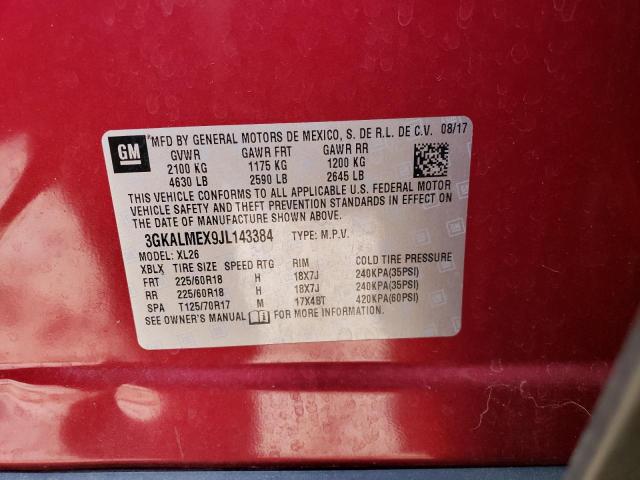 *MFD BY GENERAL MOTORS DE MEXICO, S. DE R.L. DE C.V. 08/17
GM
GVWR GAWR FRT GAWR RR
2100 KG 1175 KG 1200 KG
4630 LB 2590 LB 2645 LB
THIS VEHICLE CONFORMS TO ALL APPLICABLE U.S. FEDERAL MOTOR
VEHICLE SAFETY AND THEFT PREVENTION STANDARDS IN EFFECT ON
THE DATE OF MANUFACTURE SHOWN ABOVE.
3GKALMEX9JL143384 TYPE: M.P.V.
MODEL: XL26
XBLX TIRE SIZE SPEED RTG RIM COLD TIRE PRESSURE
FRT 225/60R18 H 18X7J 240KPA(35PSI)
RR 225/60R18 H 18X7J 240KPA(35PSI)
SPA T125/70R17 M 17X4BT 420KPA(60PSI)
SEE OWNER'S MANUAL FOR MORE INFORMATION.